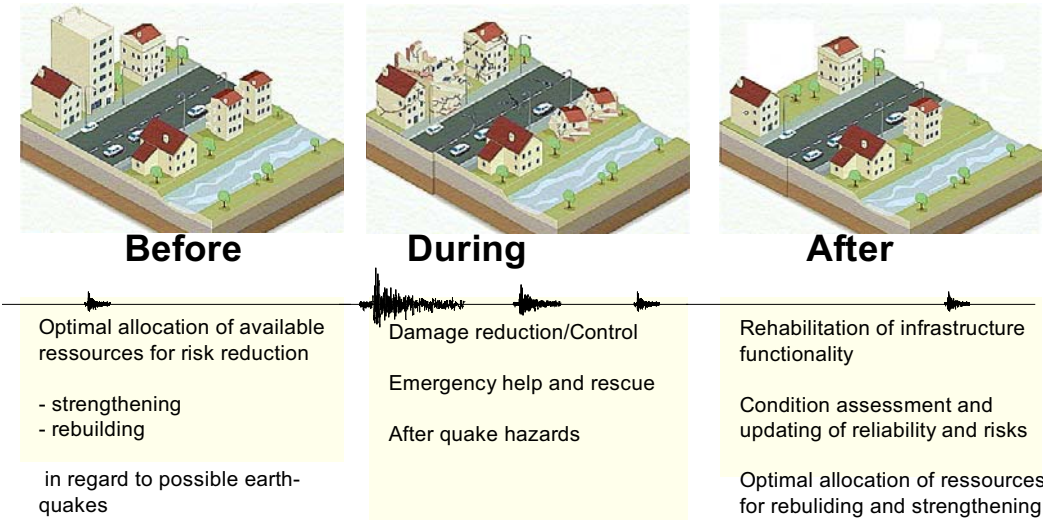 Before
During
After
Optimal allocation of available
ressources for risk reduction
- strengthening
- rebuilding
in regard to possible earth-
quakes
Damage reduction/Control
Emergency help and rescue
After quake hazards
Rehabilitation of infrastructure
functionality
Condition assessment and
updating of reliability and risks
Optimal allocation of ressources
for rebuliding and strengthening